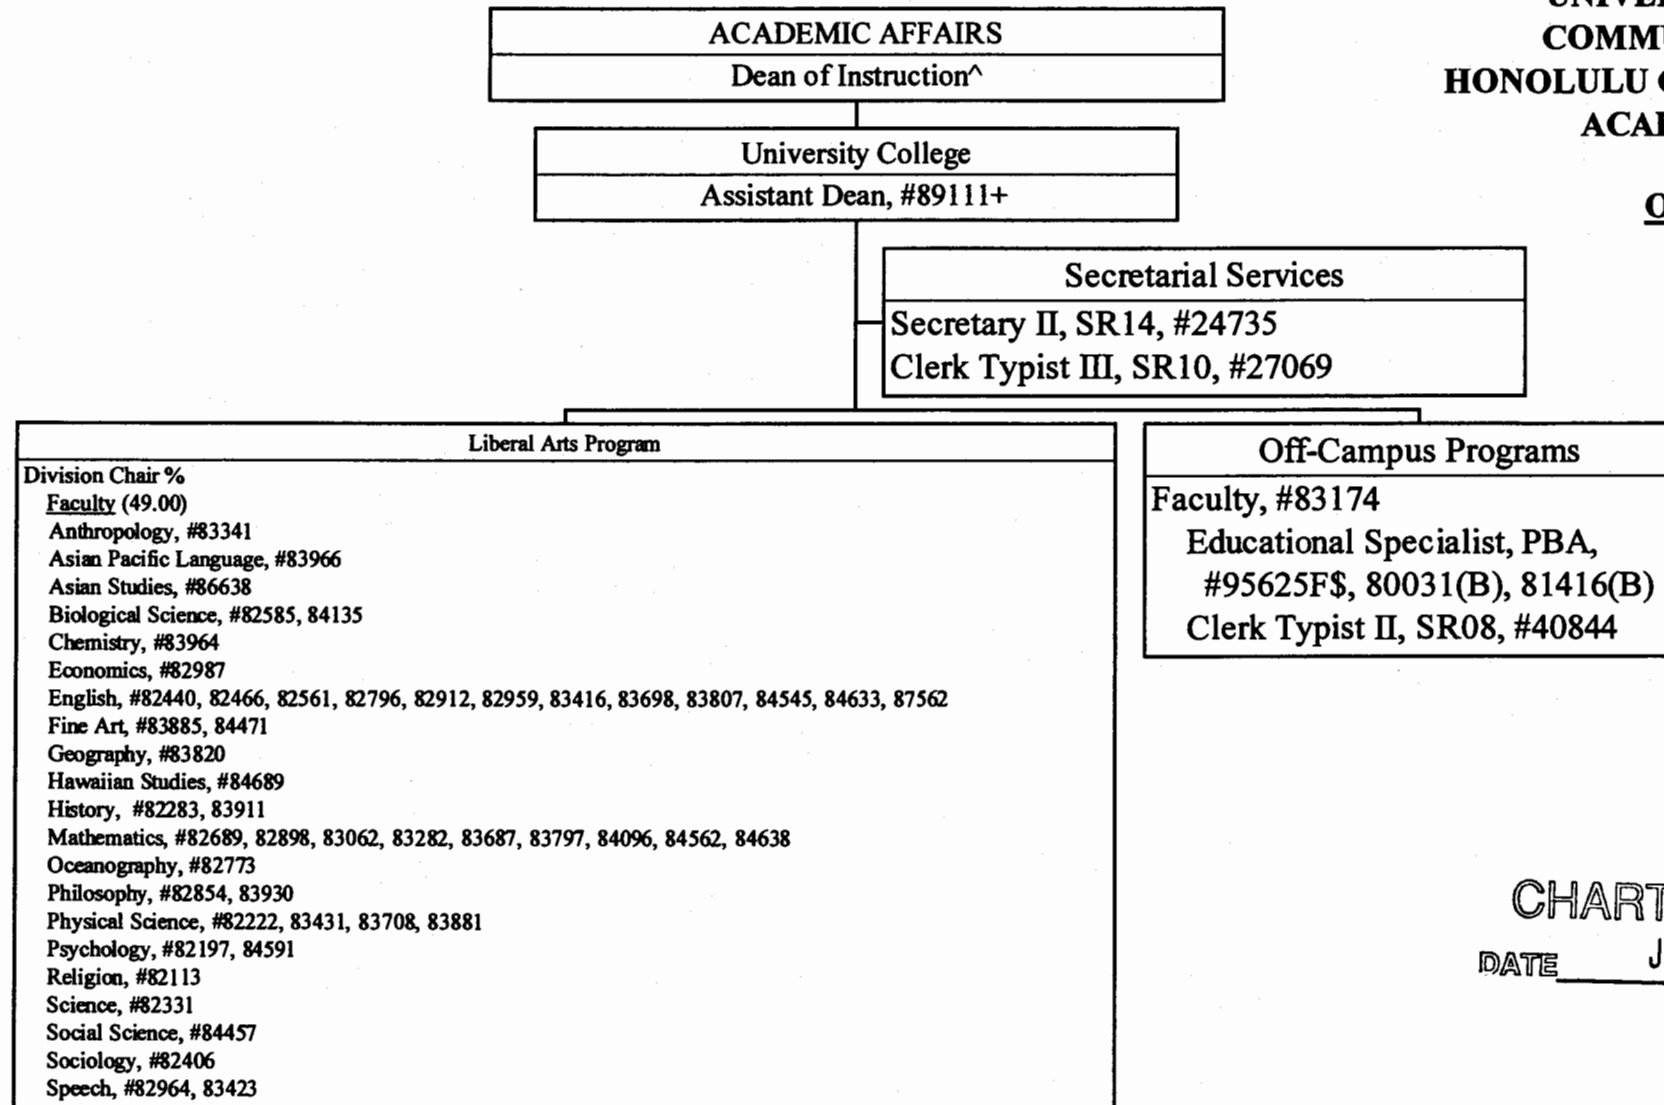 ACADEMIC AFFAIRS
Dean of Instruction^
COMMU
HONOLULU
ACA
University College
Assistant Dean, #89111+
Secretarial Services
Secretary II, SR14, #24735
Clerk Typist III, SR10, #27069
Liberal Arts Program
Division Chair %
Faculty (49.00)
Anthropology, #83341
Asian Pacific Language, #83966
Asian Studies, #86638
Biological Science, #82585, 84135
Chemistry, #83964
Economics, #82987
English, #82440, 82466, 82561, 82796, 82912, 82959, 83416, 83698, 83807, 84545, 84633, 87562
Fine Art, #83885, 84471
Geography, #83820
Hawaiian Studies, #84689
History, #82283, 83911
Mathematics, #82689, 82898, 83062, 83282, 83687, 83797, 84096, 84562, 84638
Oceanography, #82773
Philosophy, #82854, 83930
Physical Science, #82222, 83431, 83708, 83881
Psychology, #82197, 84591
Religion, #82113
Science, #82331
Social Science, #84457
Sociology, #82406
Speech, #82964, 83423
Off-Campus Programs
Faculty, #83174
Educational Specialist, PBA,
#95625F$, 80031(B), 81416(B)
Clerk Typist II, SR08, #40844
CHART
DATE J